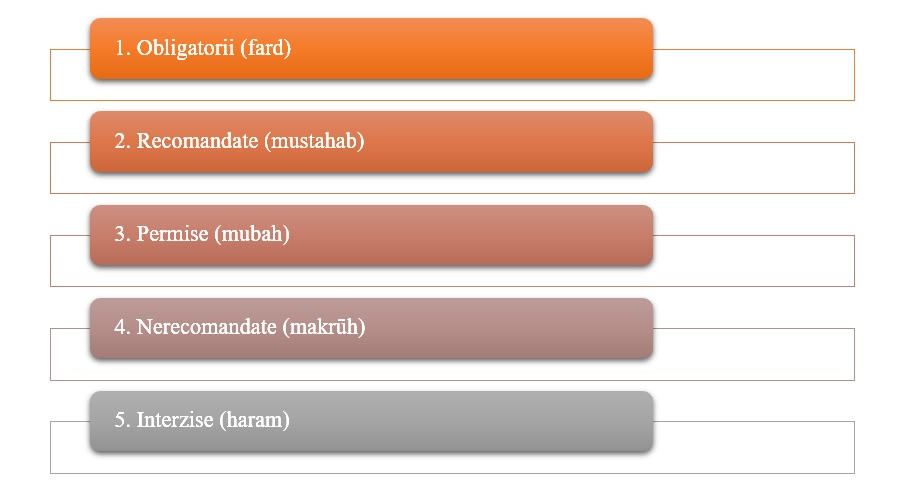 1. Obligatorii (fard)
2. Recomandate (mustahab)
3. Permise (mubah)
4. Nerecomandate (makrūh)
5. Interzise (haram)